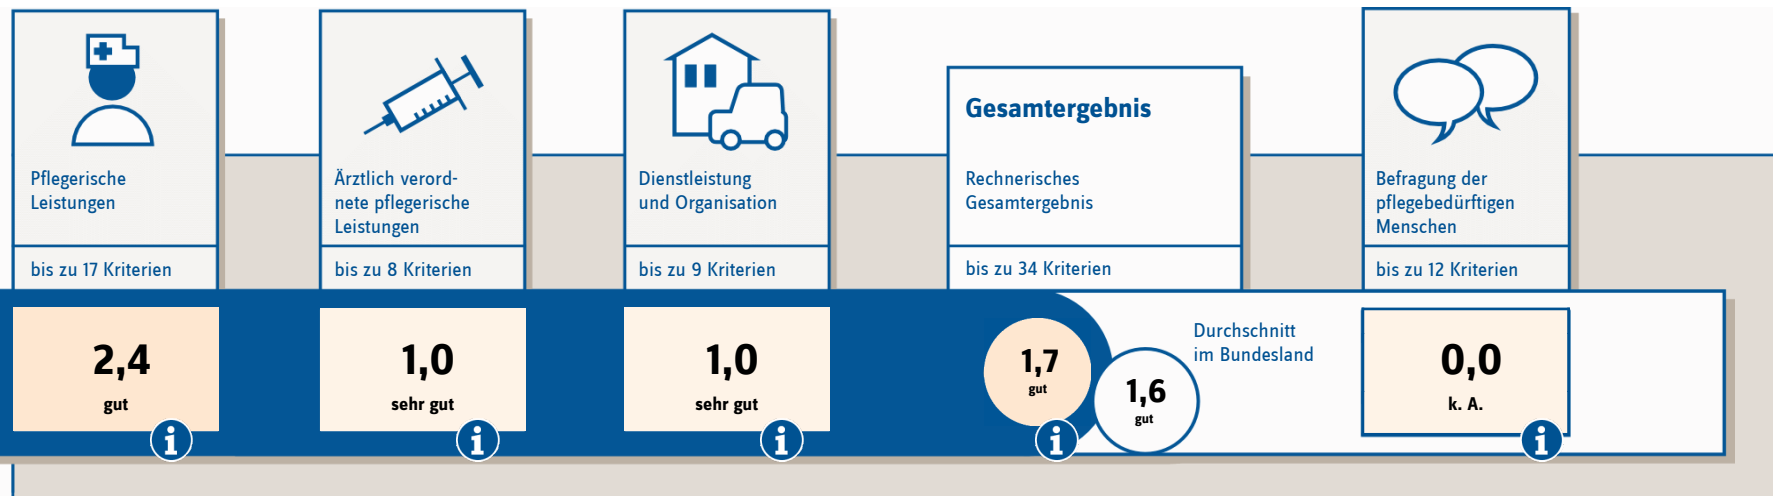 Pflegerische
Leistungen
bis zu 17 Kriterien
2,4
gut
i
Ärztlich verord-
nete pflegerische
Leistungen
bis zu 8 Kriterien
1,0
sehr gut
i
Dienstleistung
und Organisation
bis zu 9 Kriterien
1,0
sehr gut
i
Gesamtergebnis
Rechnerisches
Gesamtergebnis
bis zu 34 Kriterien
1,7
gut
i
1,6
gut
Durchschnitt
im Bundesland
Befragung der
pflegebedürftigen
Menschen
bis zu 12 Kriterien
0,0
k. A.
i